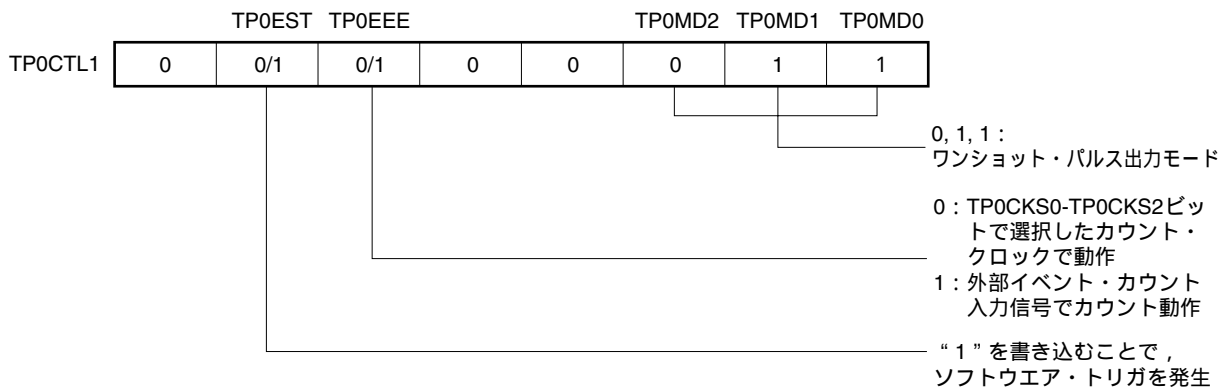 TP0EST TP0EEE TP0MD2 TP0MD1 TP0MD0
TP0CTL1 0 0/1 0/1 0 0 0 1 1
0, 1, 1：
ワンショット・パルス出力モード
0：TP0CKS0-TP0CKS2ビッ
トで選択したカウント・
クロックで動作
1：外部イベント・カウント
入力信号でカウント動作
“1”を書き込むことで，
ソフトウエア・トリガを発生